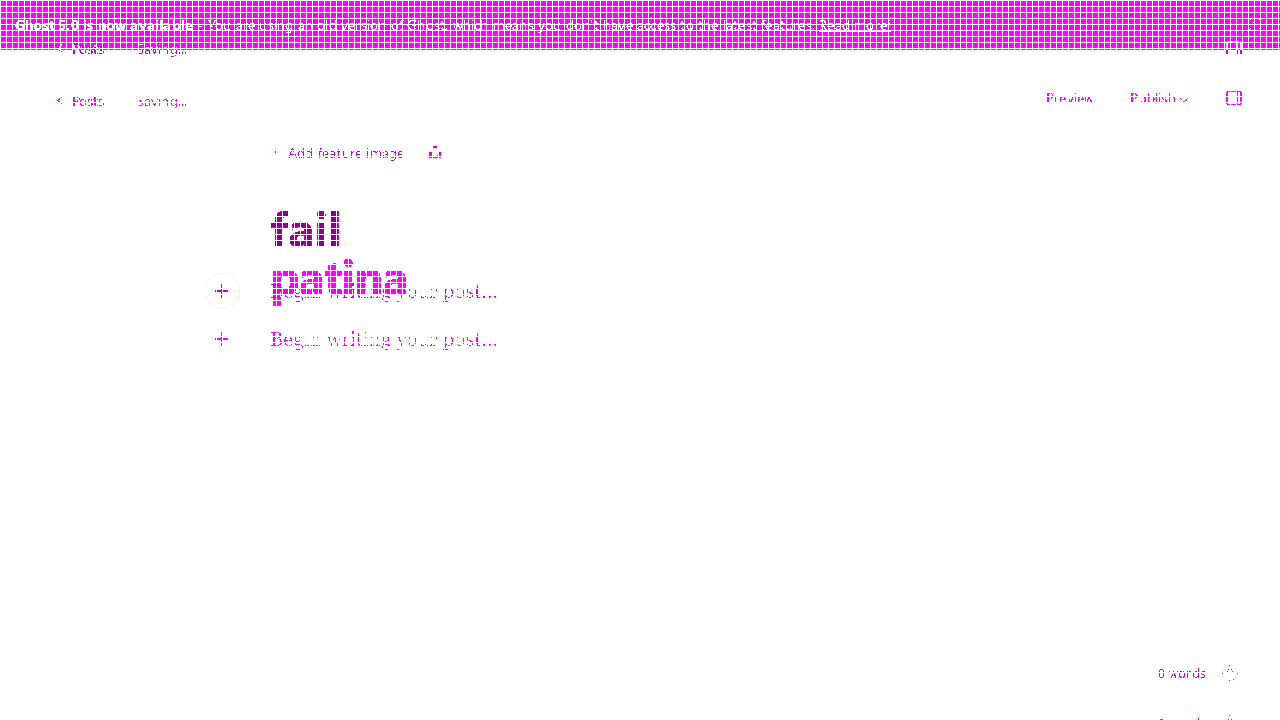 Ghost 5.0 is now available - You are using an old version of Ghost, which means you don't have access to the latest features. Read more!
Posts Saving...
Posts Saving... Preview Publish
Add feature image
fail
patina
Begin writing your post...
Begin writing your post...
0 words